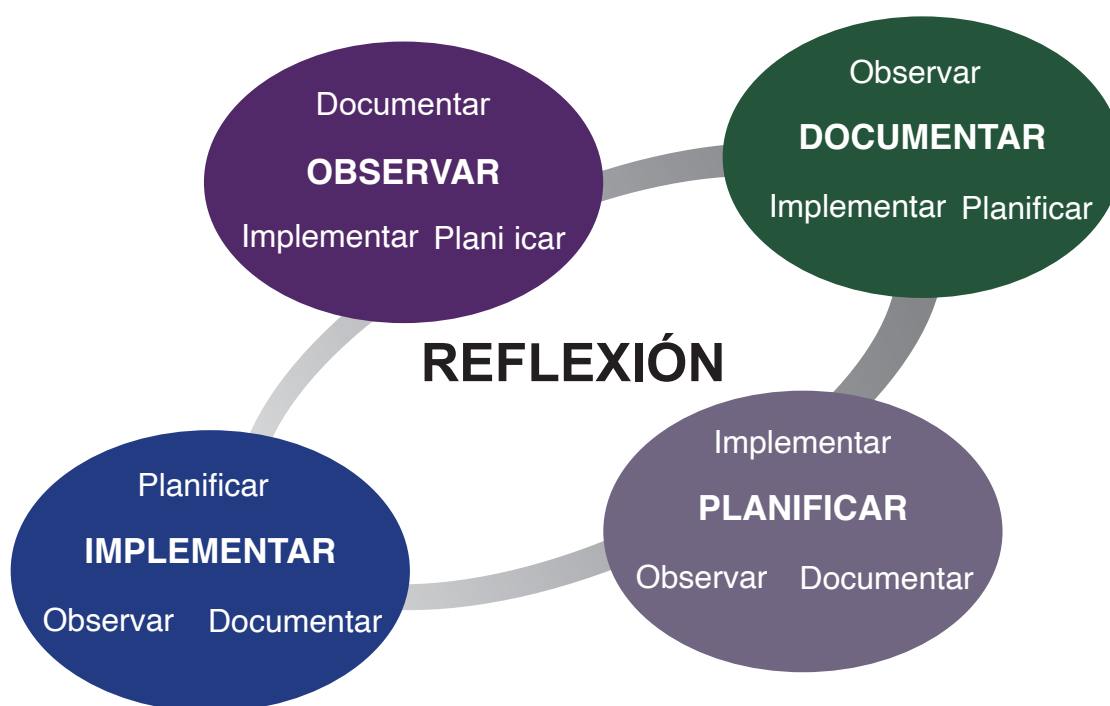 Documentar
OBSERVAR
Implementar Plani icar
Observar
DOCUMENTAR
Implementar Planificar
REFLEXIÓN
Planificar
IMPLEMENTAR
Observar Documentar
Implementar
PLANIFICAR
Observar Documentar